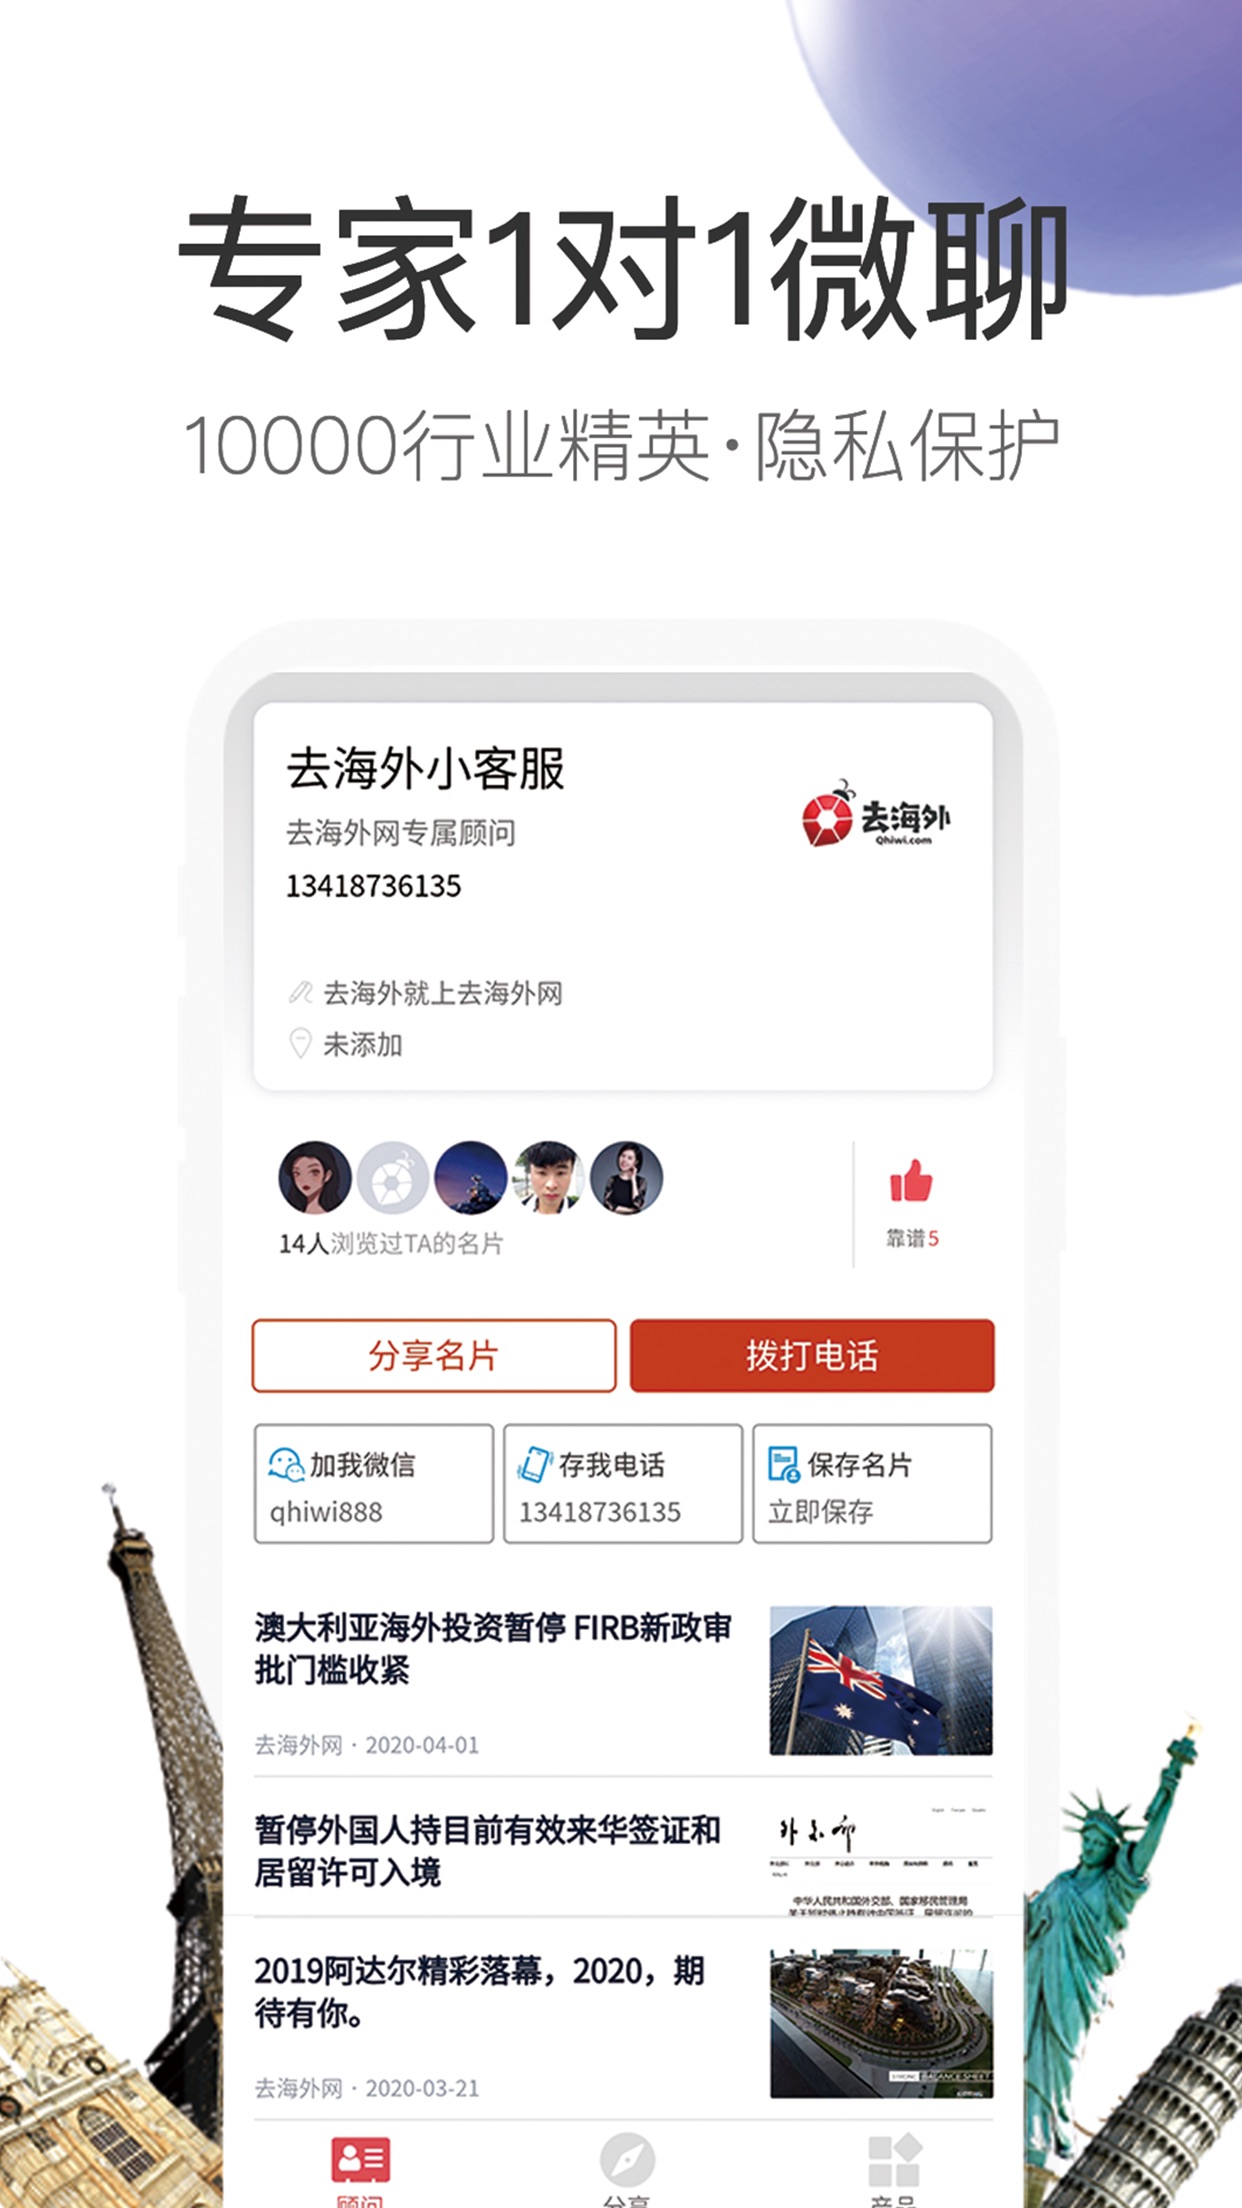 专家1对1微聊
10000行业精英·隐私保护
去海外小客服
去海外网专属顾问
13418736135
去海外
Qhiwi.com
去海外就上去海外网
未添加
14人浏览过TA的名片
靠谱5
分享名片
拨打电话
加我微信
qhiwi888
存我电话
13418736135
保存名片
立即保存
澳大利亚海外投资暂停 FIRB新政审
批门槛收紧
去海外网 · 2020-04-01
暂停外国人持目前有效来华签证和
居留许可入境
外交部
中华人民共和国外交部、国家移民管理局
2019阿达尔精彩落幕，2020，期
待有你。
去海外网 · 2020-03-21
STRONG BALANCE SHEET
顾问
分享
产品